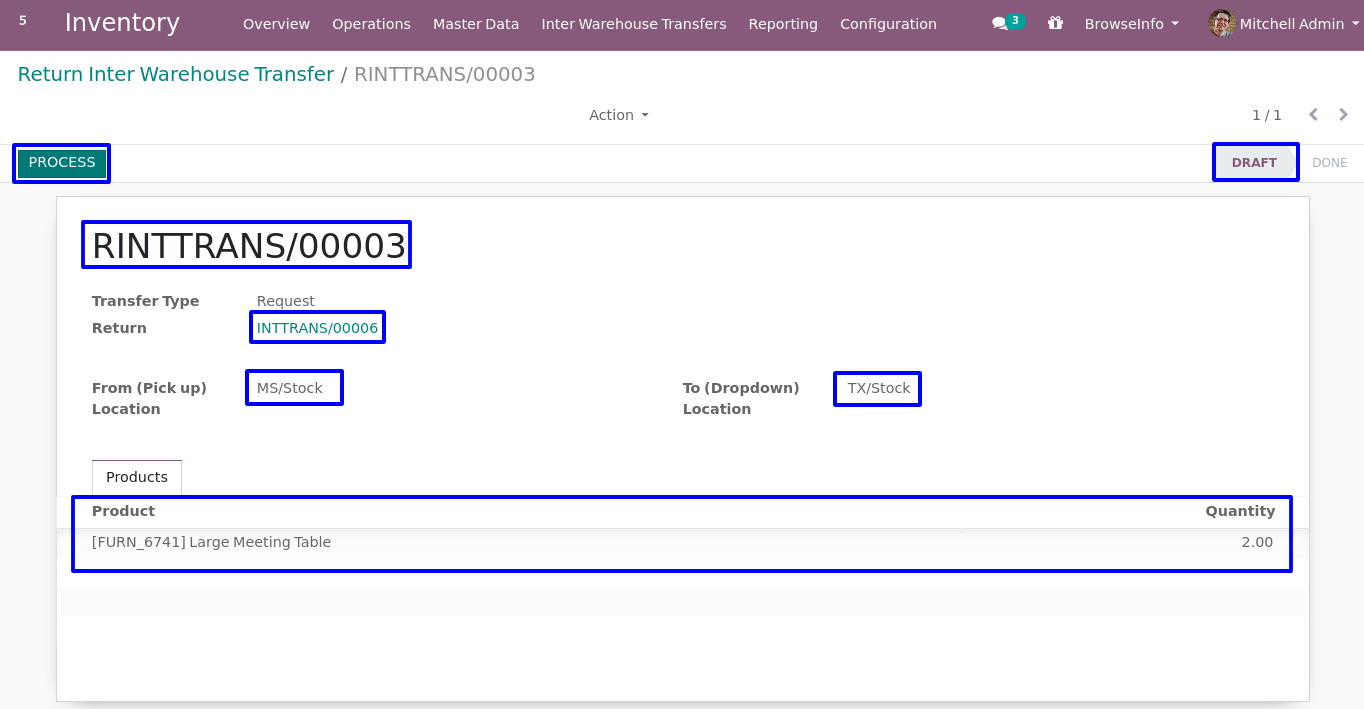 5 Inventory Overview Operations Master Data Inter Warehouse Transfers Reporting Configuration 3 BrowseInfo Mitchell Admin
Return Inter Warehouse Transfer / RINTTRANS/00003
Action 1 / 1
PROCESS DRAFT DONE
RINTTRANS/00003
Transfer Type Request
Return INTTRANS/00006
From (Pick up) MS/Stock To (Dropdown) TX/Stock
Location Location
Products
Product Quantity
[FURN_6741] Large Meeting Table 2.00